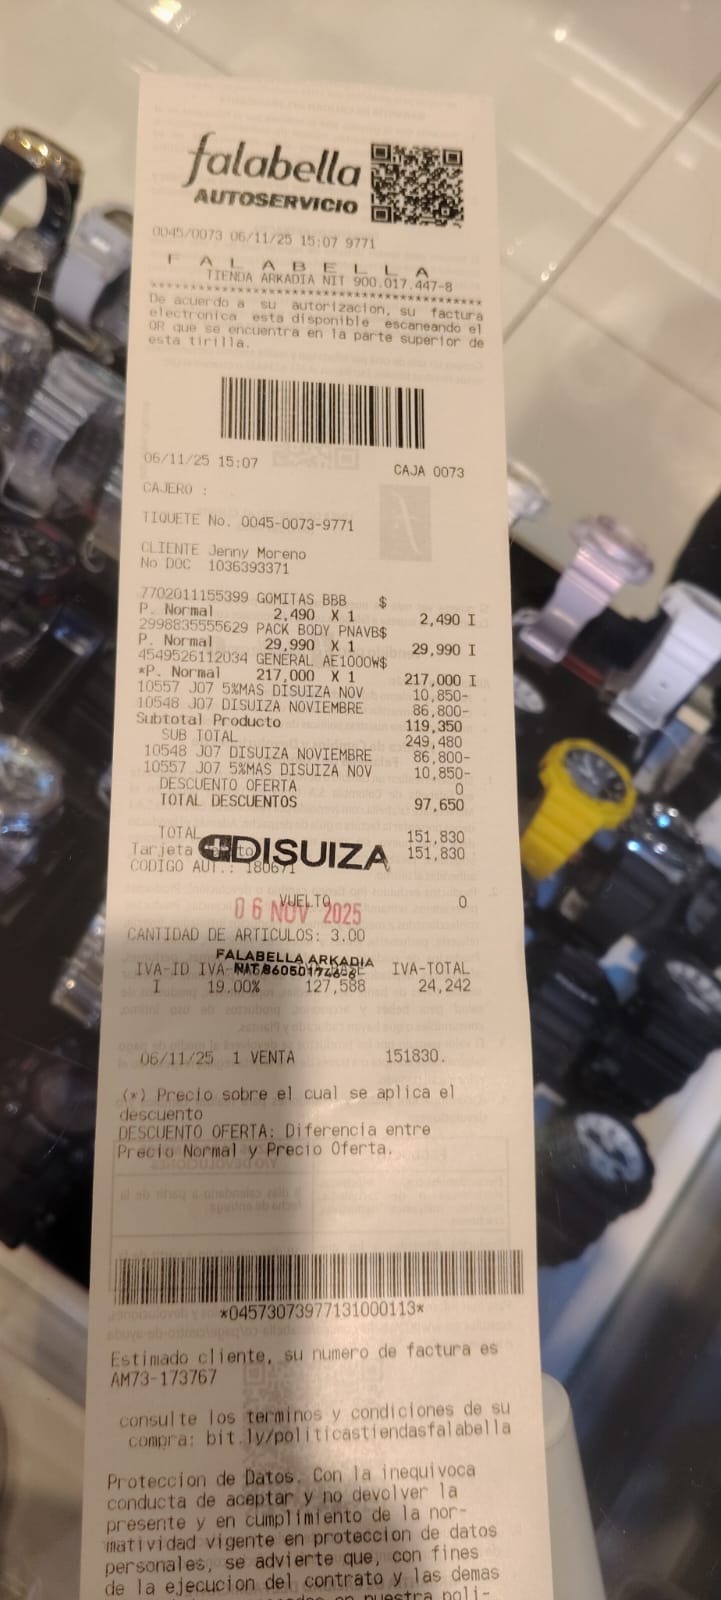 falabella
AUTOSERVICIO
0045/0073 06/11/25 15:07 9771
F A L A B E L L A
TIENDA ARKADIA NIT 900.017.447-8
****************************************
De acuerdo a su autorizacion, su factura
electronica esta disponible escaneando el
QR que se encuentra en la parte superior de
esta tirilla.
06/11/25 15:07 CAJA 0073
CAJERO :
TIQUETE No. 0045-0073-9771
CLIENTE Jenny Moreno
No DOC 1036393371
7702011155399 GOMITAS BBB $
P. Normal 2,490 X 1 2,490 I
2998835555629 PACK BODY PNAVB$
P. Normal 29,990 X 1 29,990 I
4549526112034 GENERAL AE1000W$
*P. Normal 217,000 X 1 217,000 I
10557 J07 5%MAS DISUIZA NOV 10,850-
10548 J07 DISUIZA NOVIEMBRE 86,800-
Subtotal Producto 119,350
SUB TOTAL 249,480
10548 J07 DISUIZA NOVIEMBRE 86,800-
10557 J07 5%MAS DISUIZA NOV 10,850-
DESCUENTO OFERTA 0
TOTAL DESCUENTOS 97,650
TOTAL 151,830
Tarjeta 151,830
DISUIZA
CODIGO AUT.: 180671
VUELTO 0
06 NOV 2025
CANTIDAD DE ARTICULOS: 3.00
FALABELLA ARKADIA
NIT 860501746-6
IVA-ID IVA- IVA-TOTAL
I 19.00% 127,588 24,242
06/11/25 1 VENTA 151830.
(*) Precio sobre el cual se aplica el
descuento
DESCUENTO OFERTA: Diferencia entre
Precio Normal y Precio Oferta.
*04573073977131000113*
Estimado cliente, su numero de factura es
AM73-173767
consulte los terminos y condiciones de su
compra: bit.ly/politicastiendasfalabella
Proteccion de Datos. Con la inequivoca
conducta de aceptar y no devolver la
presente y en cumplimiento de la nor-
matividad vigente en proteccion de datos
personales, se advierte que, con fines
de la ejecucion del contrato y las demas
en nuestra poli-